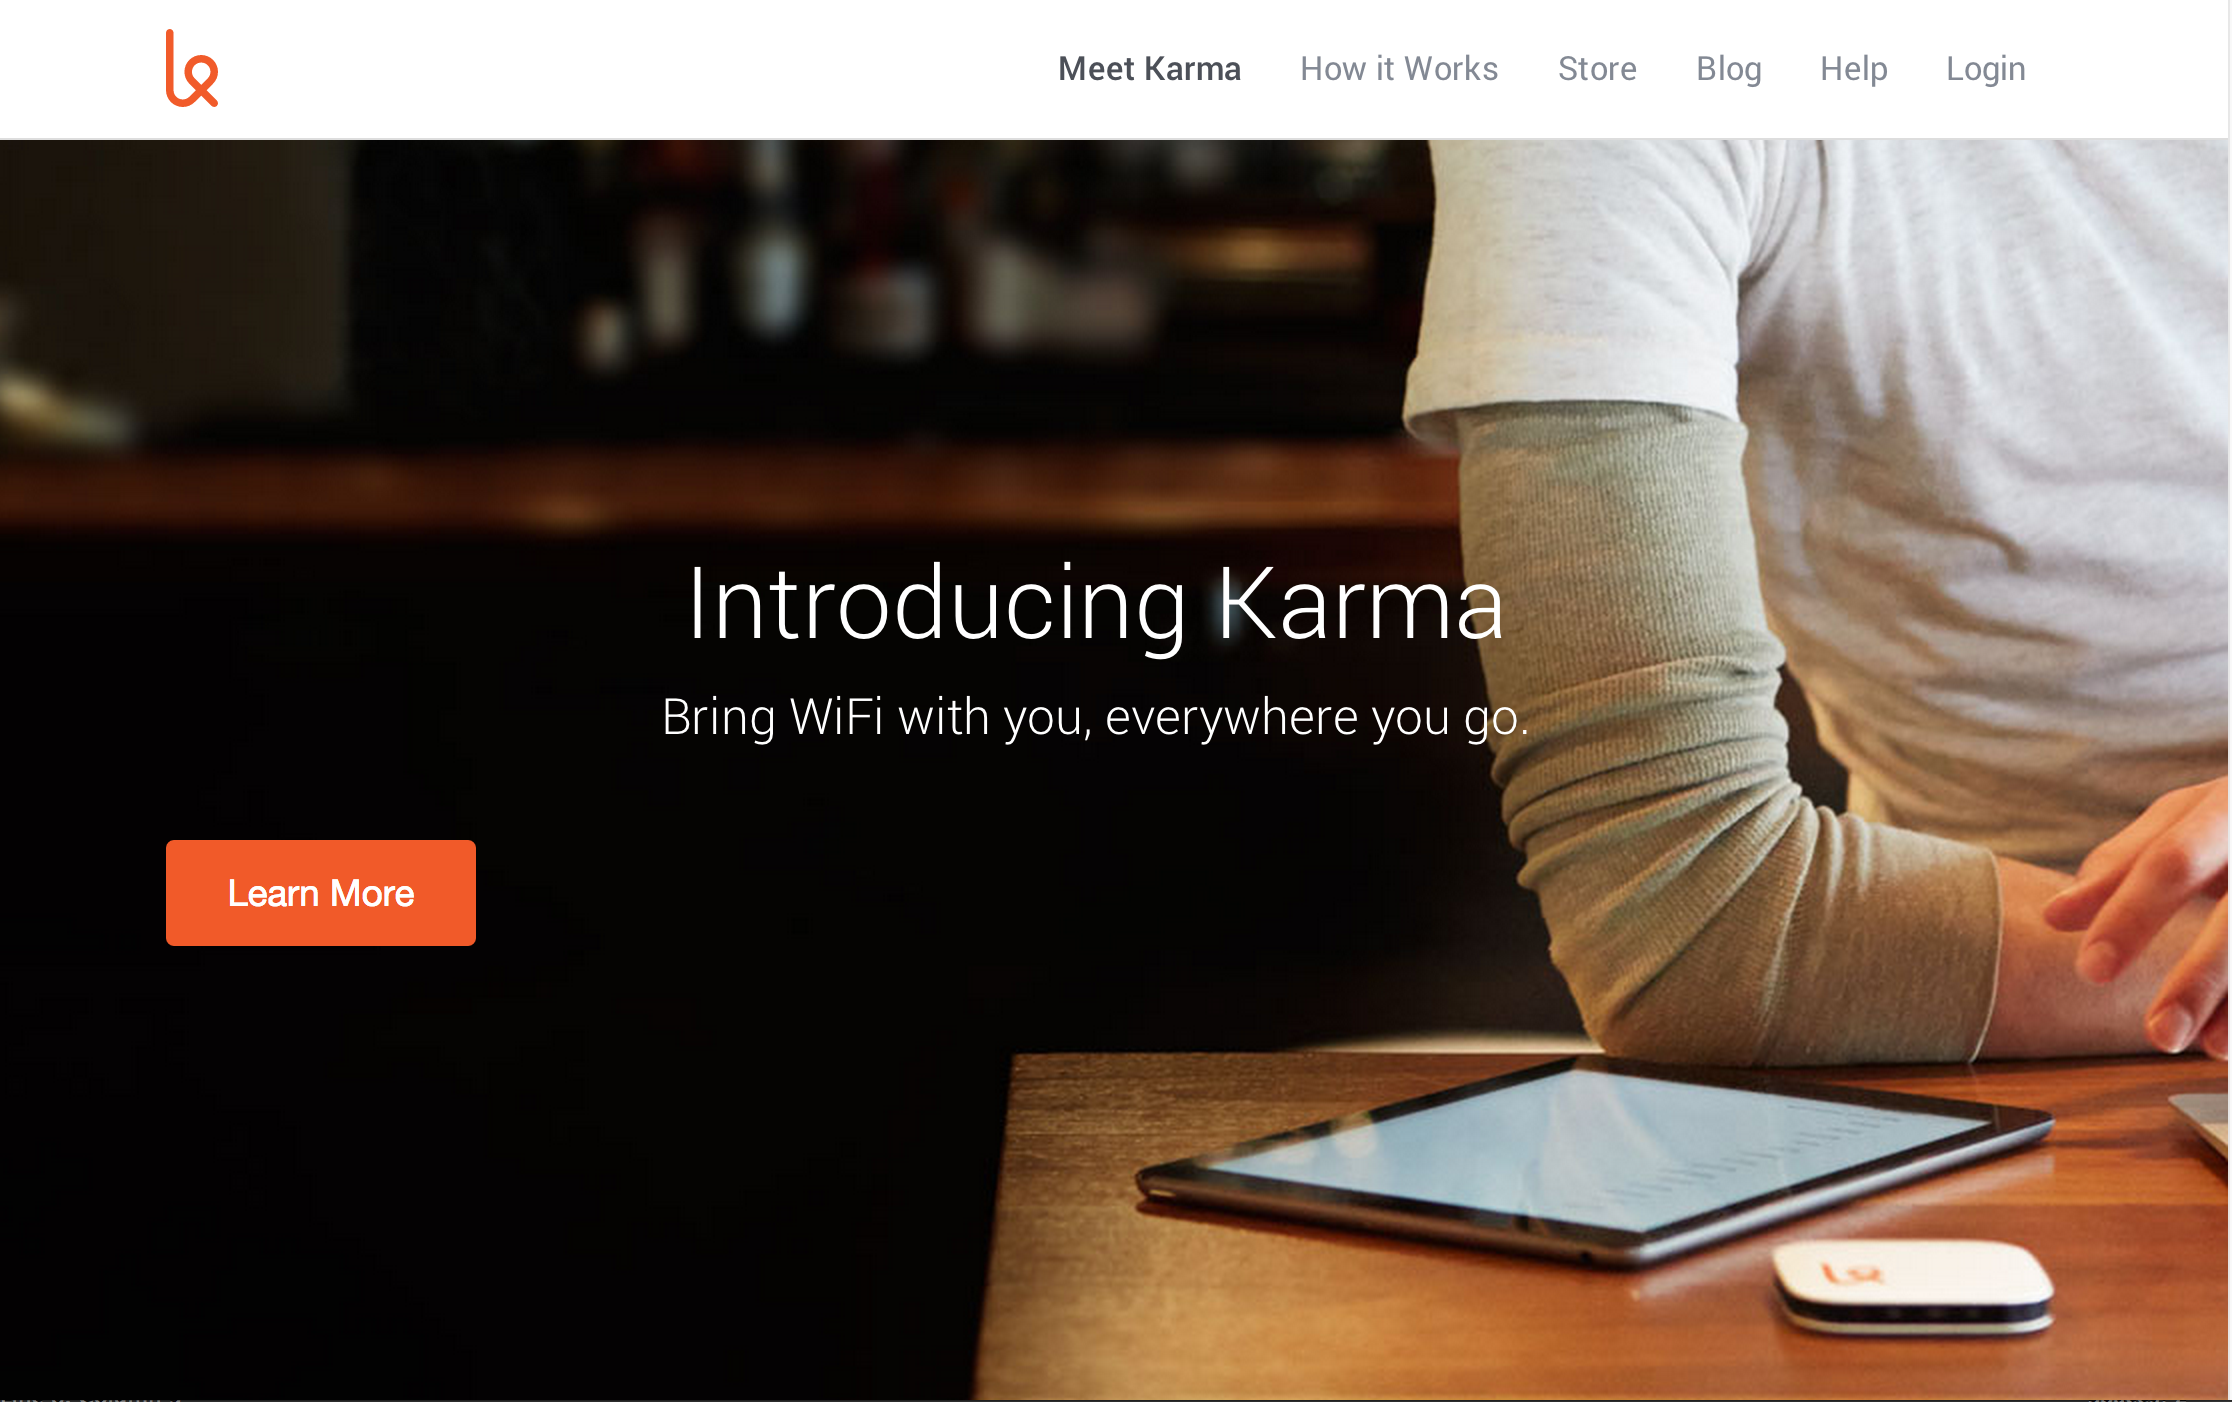 Meet Karma How it Works Store Blog Help Login
Introducing Karma
Bring WiFi with you, everywhere you go.
Learn More